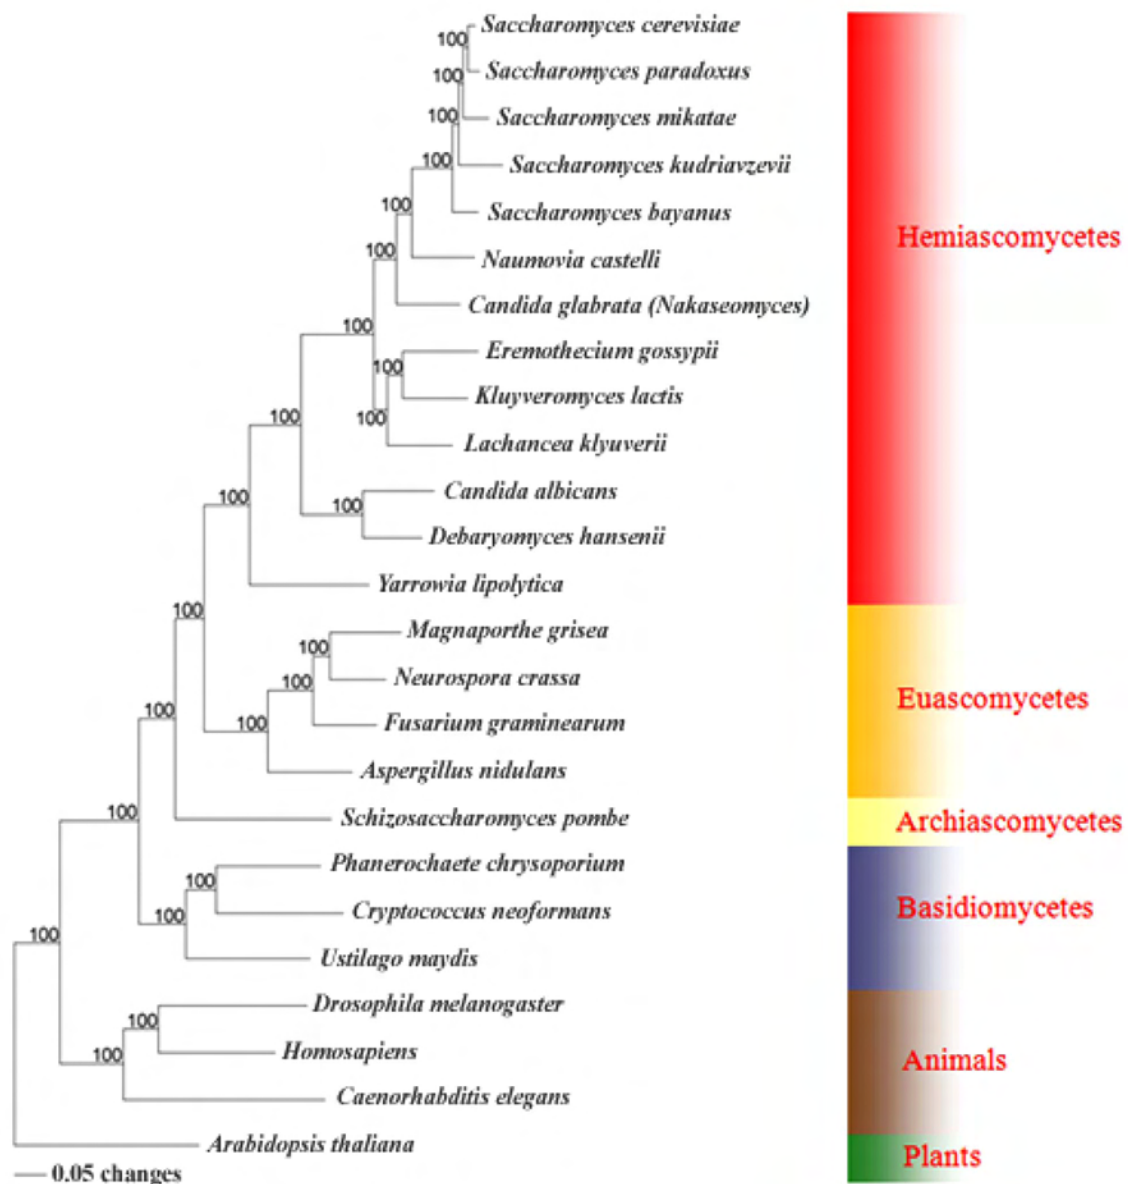 Saccharomyces cerevisiae
100
Saccharomyces paradoxus
100
Saccharomyces mikatae
100
Saccharomyces kudriavzevii
100
Saccharomyces bayanus
100
Hemiascomycetes
Naumovia castelli
100
Candida glabrata (Nakaseomyces)
100
Eremothecium gossypii
100
Kluyveromyces lactis
100
100
Lachancea klyuverii
Candida albicans
100
100
Debaryomyces hansenii
Yarrowia lipolytica
100
Magnaporthe grisea
100
Neurospora crassa
100
Euascomycetes
100
Fusarium graminearum
100
Aspergillus nidulans
Schizosaccharomyces pombe
100
Archiascomycetes
Phanerochaete chrysoporium
100
Cryptococcus neoformans
100
Basidiomycetes
100
Ustilago maydis
Drosophila melanogaster
100
Homosapiens
100
Animals
Caenorhabditis elegans
Arabidopsis thaliana
Plants
0.05 changes